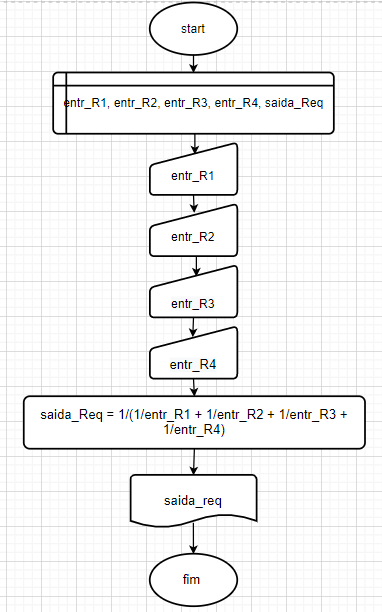 start
entr_R1, entr_R2, entr_R3, entr_R4, saida_Req
entr_R1
entr_R2
entr_R3
entr_R4
saida_Req = 1/(1/entr_R1 + 1/entr_R2 + 1/entr_R3 +
1/entr_R4)
saida_req
fim